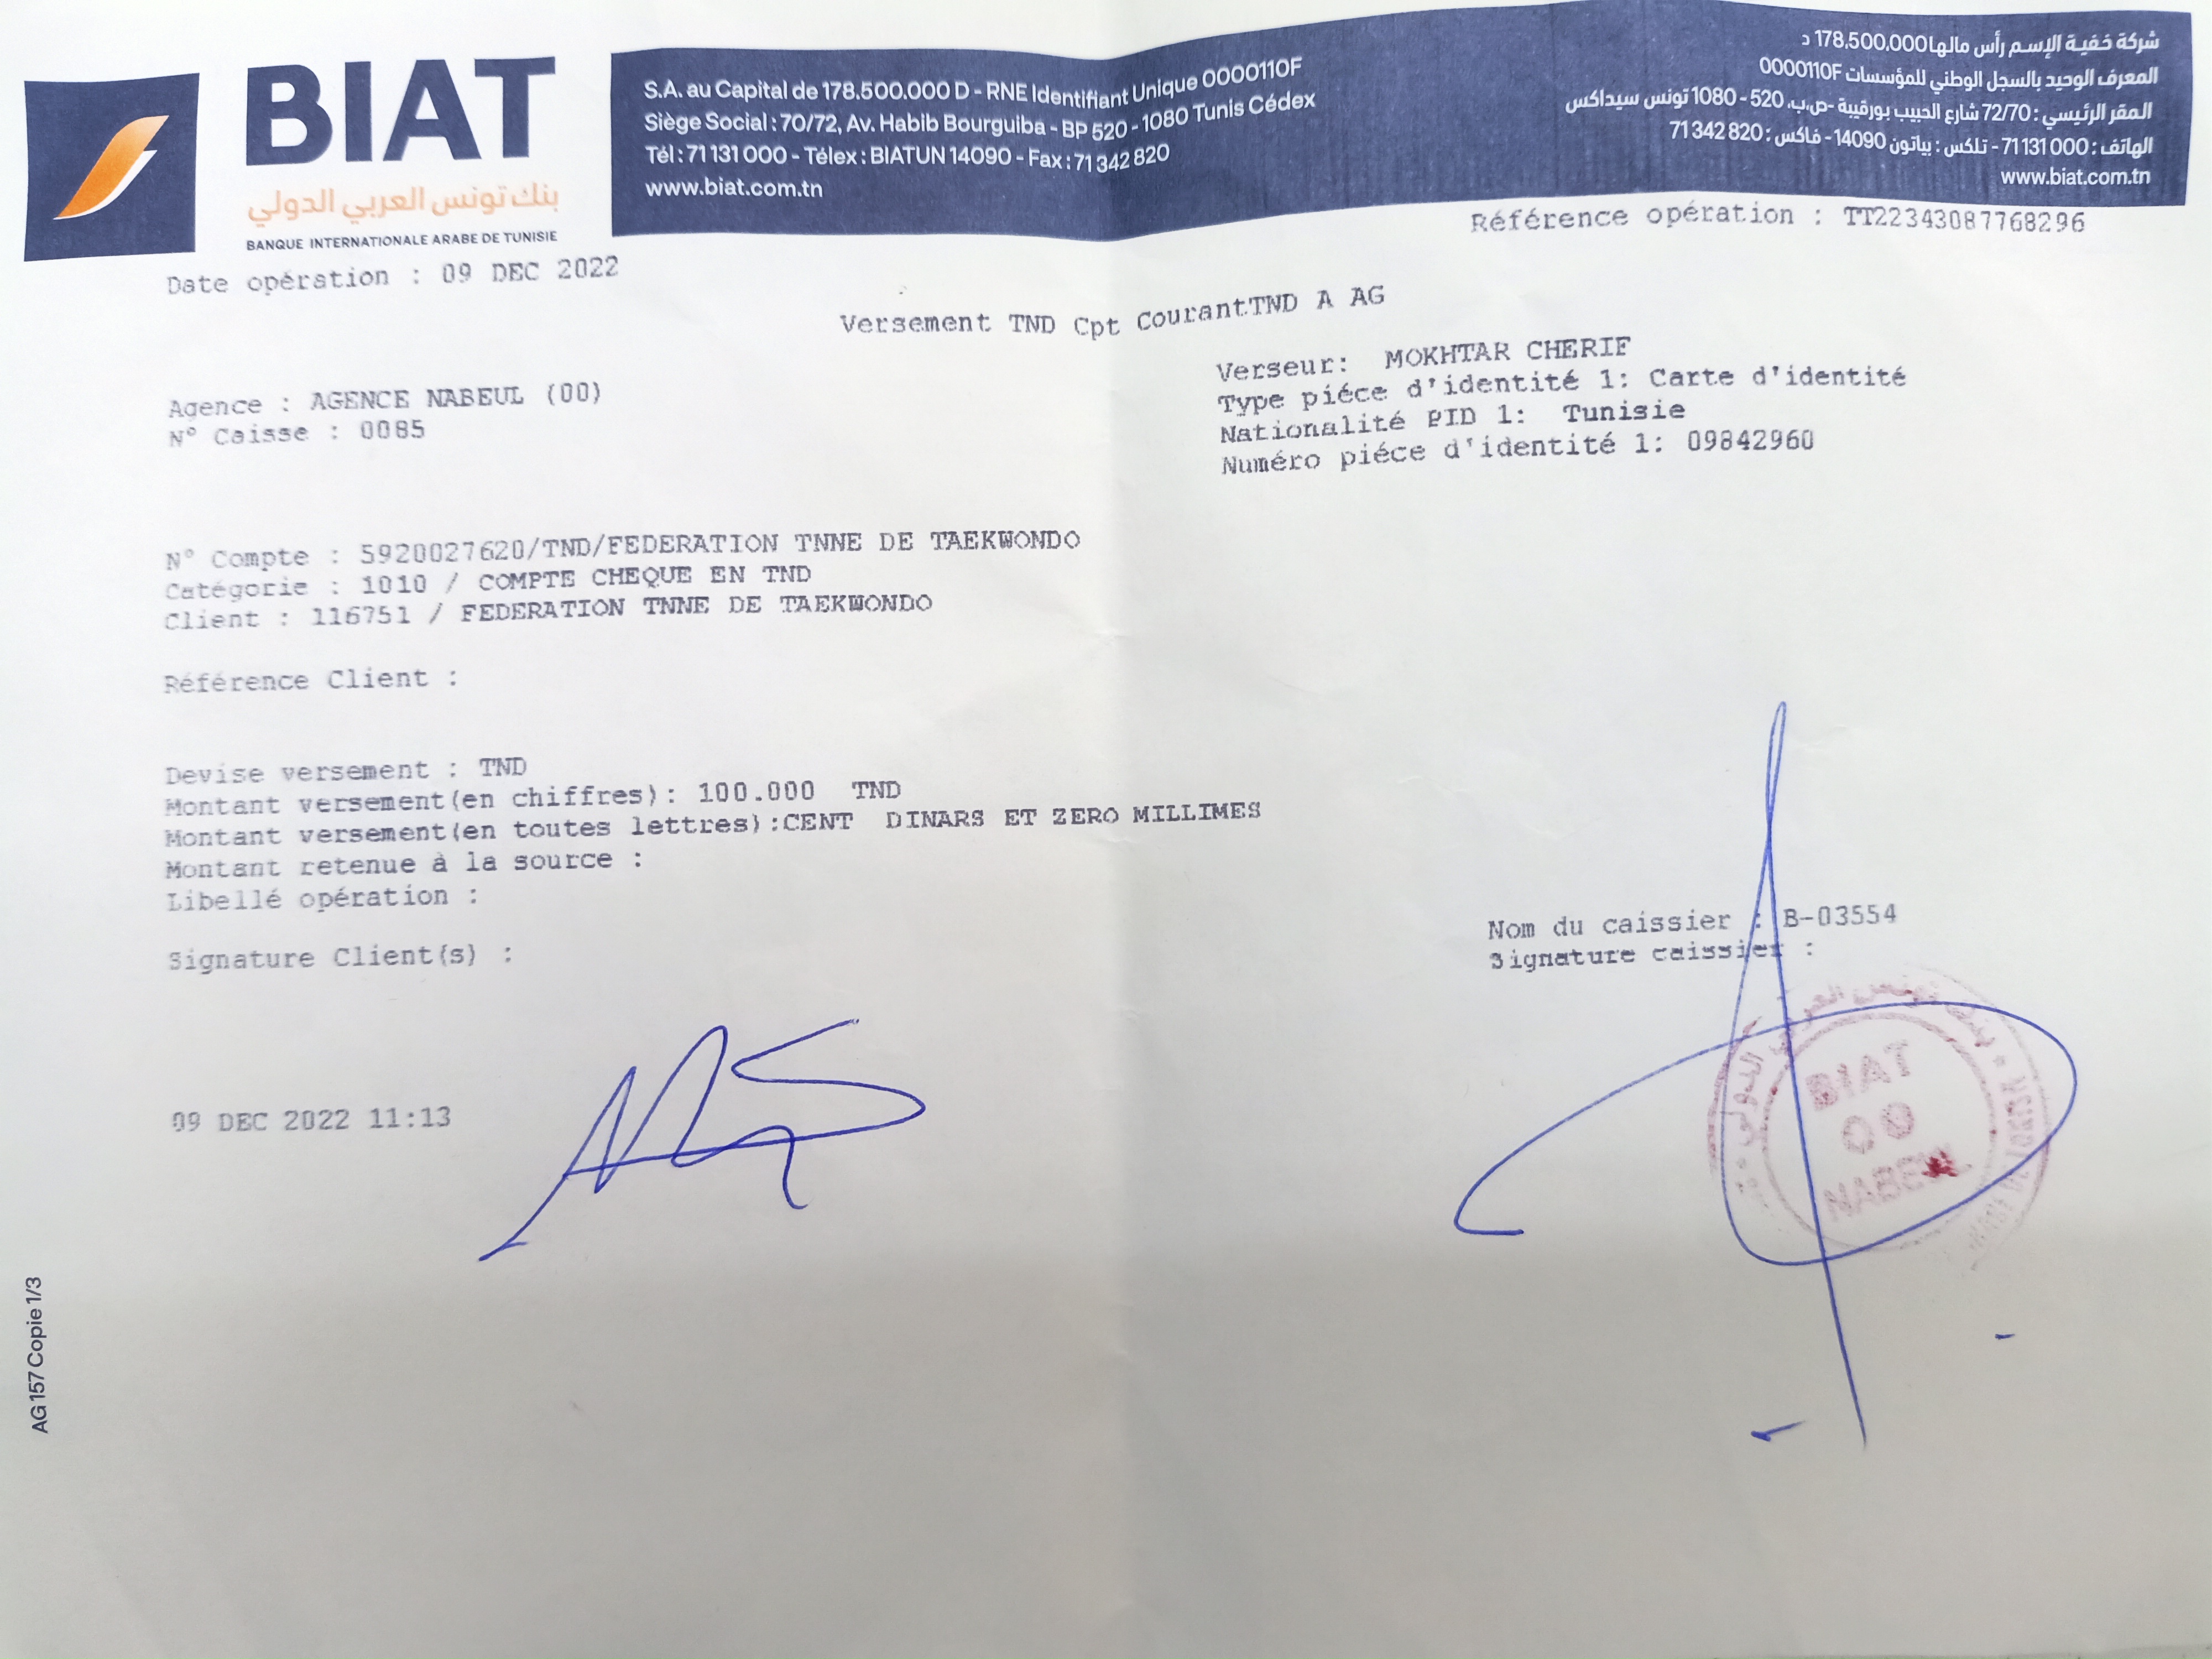 BIAT
بنك تونس العربي الدولي
BANQUE INTERNATIONALE ARABE DE TUNISIE
S.A. au Capital de 178.500.000 D - RNE Identifiant Unique 0000110F
Siège Social : 70/72, Av. Habib Bourguiba - BP 520 - 1080 Tunis Cédex
Tél : 71 131 000 - Télex : BIATUN 14090 - Fax : 71 342 820
www.biat.com.tn
شركة خفية الإسم رأس مالها 178.500.000 د
المعرف الوحيد بالسجل الوطني للمؤسسات 0000110F
المقر الرئيسي : 72/70 شارع الحبيب بورقيبة -ص.ب. 520 - 1080 تونس سيداكس
الهاتف : 71 131 000 - تلكس : بياتون 14090 - فاكس : 71 342 820
www.biat.com.tn
Référence opération : TT22343087768296
Date opération : 09 DEC 2022
Versement TND Cpt CourantTND A AG
Verseur: MOKHTAR CHERIF
Type piéce d'identité 1: Carte d'identité
Nationalité PID 1: Tunisie
Numéro piéce d'identité 1: 09842960
Agence : AGENCE NABEUL (00)
N° Caisse : 0085
N° Compte : 5920027620/TND/FEDERATION TNNE DE TAEKWONDO
Catégorie : 1010 / COMPTE CHEQUE EN TND
Client : 116751 / FEDERATION TNNE DE TAEKWONDO
Référence Client :
Devise versement : TND
Montant versement(en chiffres): 100.000 TND
Montant versement(en toutes lettres):CENT DINARS ET ZERO MILLIMES
Montant retenue à la source :
Libellé opération :
Signature Client(s) :
Nom du caissier : B-03554
Signature caissier :
BIAT
00
NABEUL
09 DEC 2022 11:13
AG 157 Copie 1/3